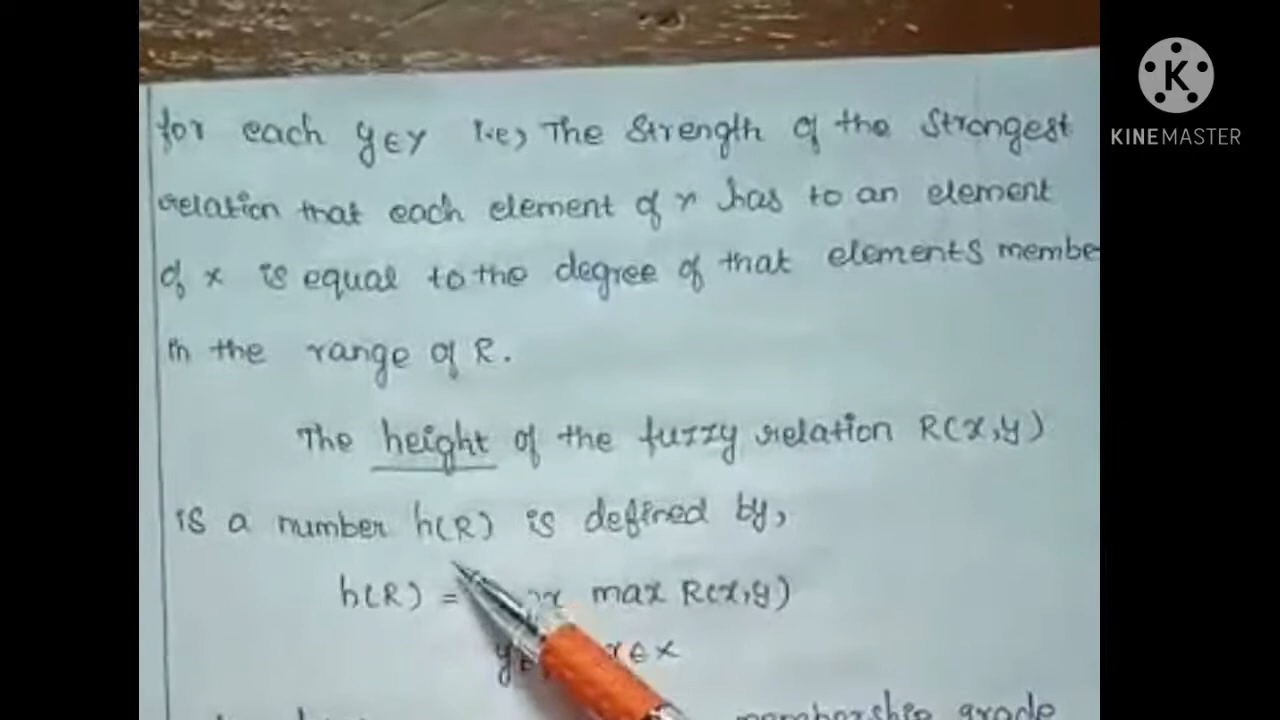 for each y∈Y i.e, The Strength of the Strongest
relation that each element of x has to an element
of x is equal to the degree of that elements membe
in the range of R.
The height of the fuzzy relation R(x,y)
is a number h(R) is defined by,
h(R) = max R(x,y)
x∈X
membership grade
K
KINEMASTER